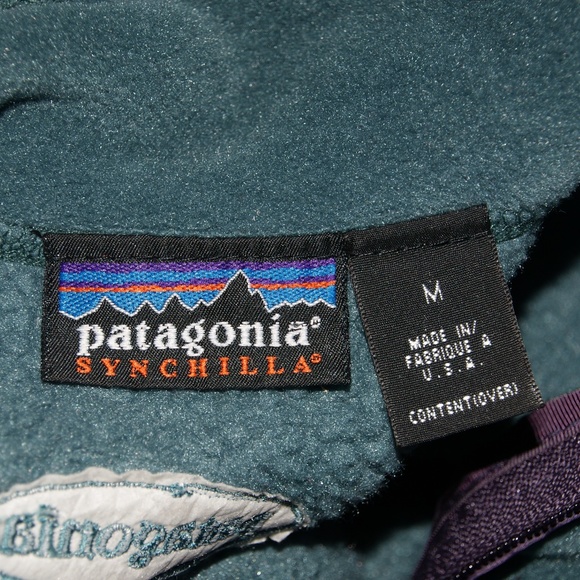 patagonia®
SYNCHILLA®
M
MADE IN/
FABRIQUE A
U.S.A.
CONTENT(OVER)